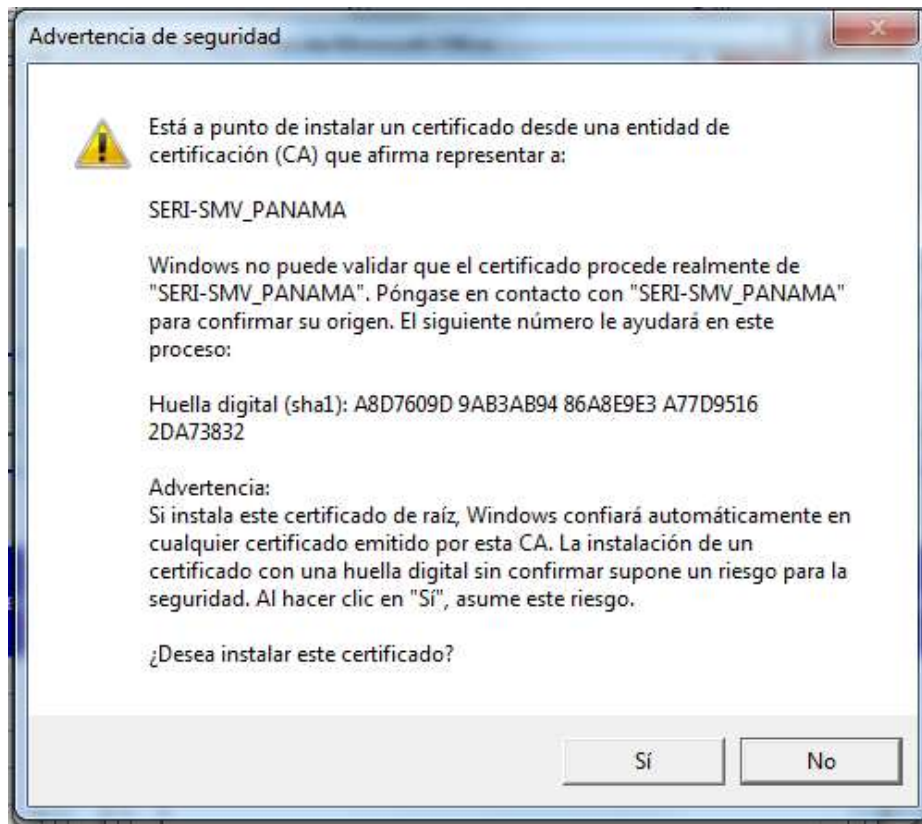 Advertencia de seguridad
Está a punto de instalar un certificado desde una entidad de
certificación (CA) que afirma representar a:
SERI-SMV_PANAMA
Windows no puede validar que el certificado procede realmente de
"SERI-SMV_PANAMA". Póngase en contacto con "SERI-SMV_PANAMA"
para confirmar su origen. El siguiente número le ayudará en este
proceso:
Huella digital (sha1): A8D7609D 9AB3AB94 86A8E9E3 A77D9516
2DA73832
Advertencia:
Si instala este certificado de raíz, Windows confiará automáticamente en
cualquier certificado emitido por esta CA. La instalación de un
certificado con una huella digital sin confirmar supone un riesgo para la
seguridad. Al hacer clic en "Sí", asume este riesgo.
¿Desea instalar este certificado?
Sí No